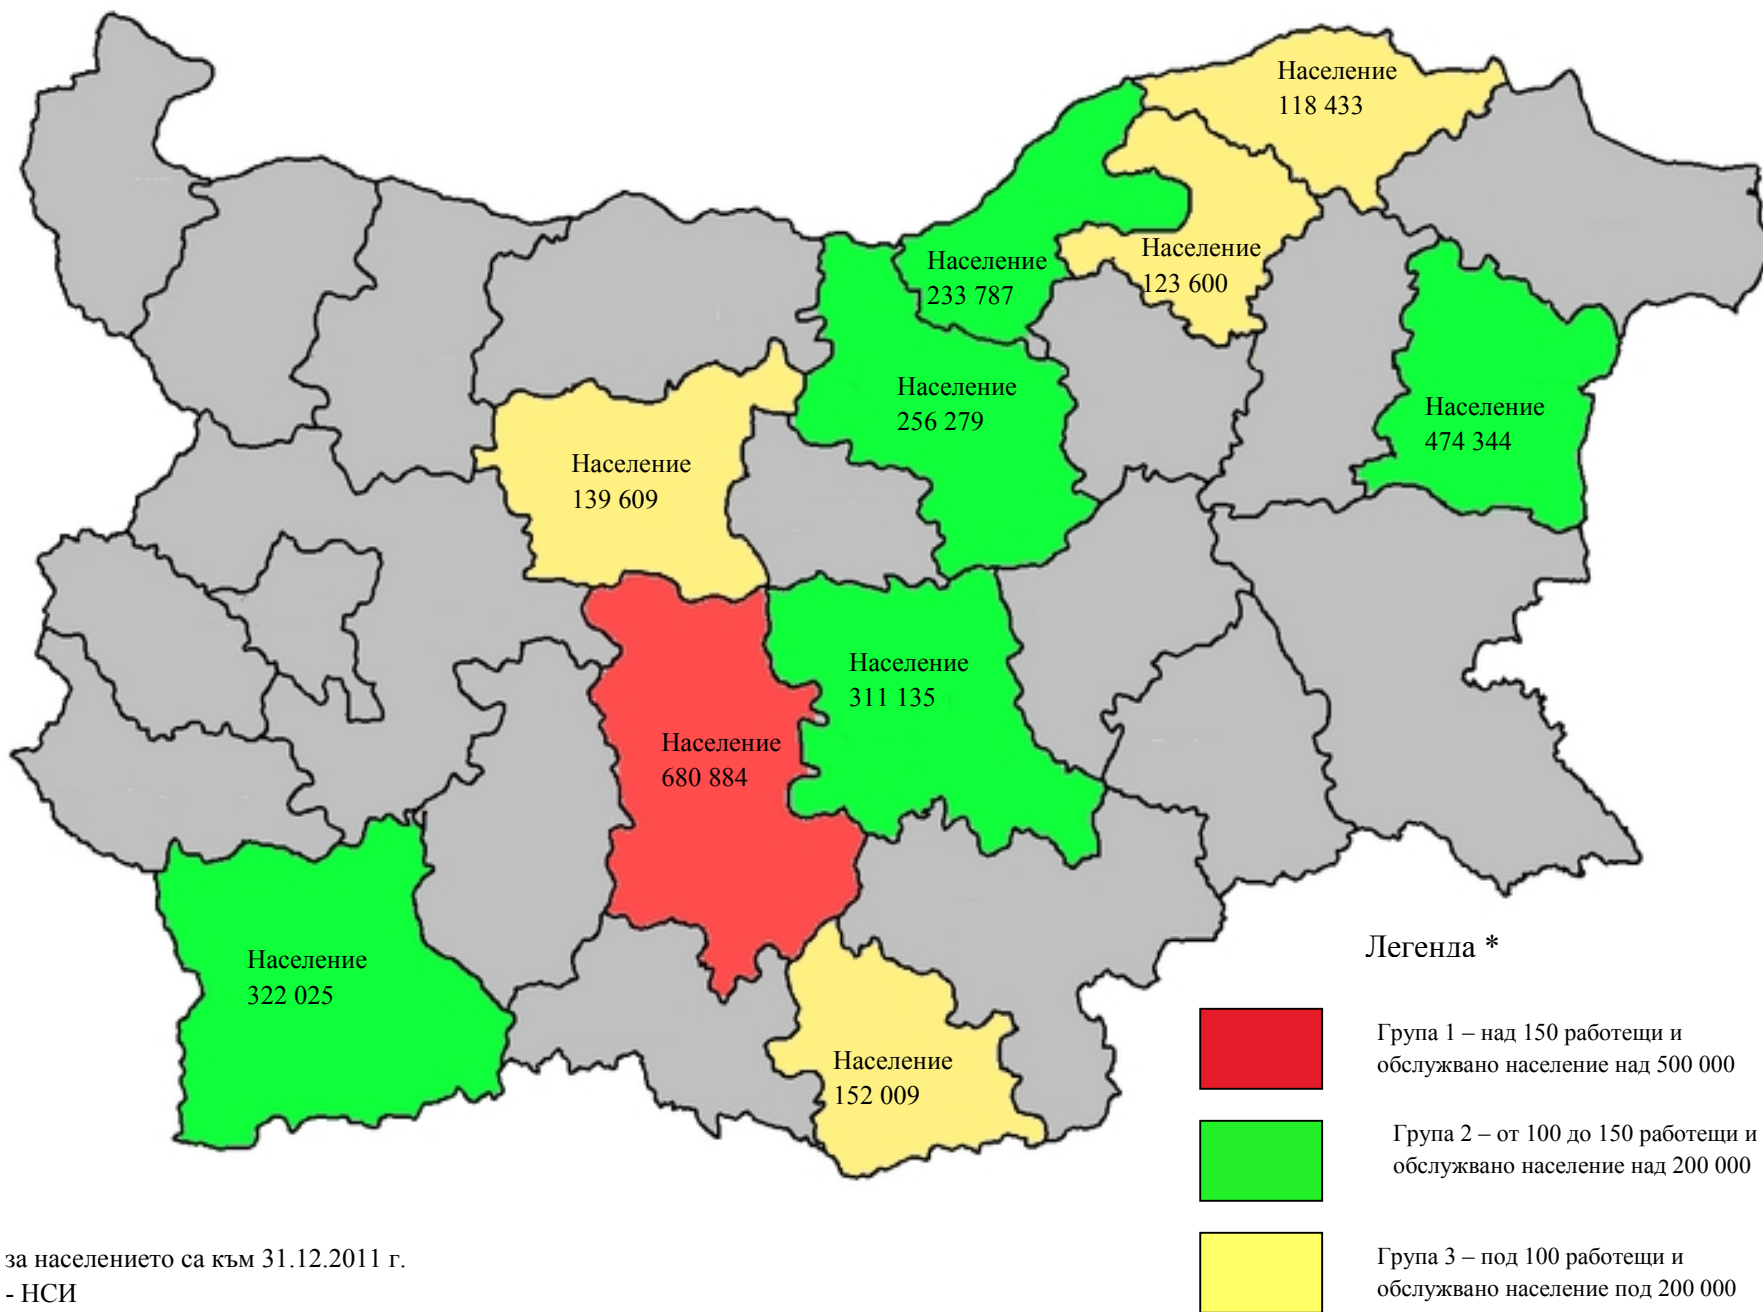 Население
118 433
Население
233 787
Население
123 600
Население
256 279
Население
474 344
Население
139 609
Население
311 135
Население
680 884
Население
322 025
Население
152 009
Легенда *
Група 1 – над 150 работещи и
обслужвано население над 500 000
Група 2 – от 100 до 150 работещи и
обслужвано население над 200 000
Група 3 – под 100 работещи и
обслужвано население под 200 000
за населението са към 31.12.2011 г.
- НСИ